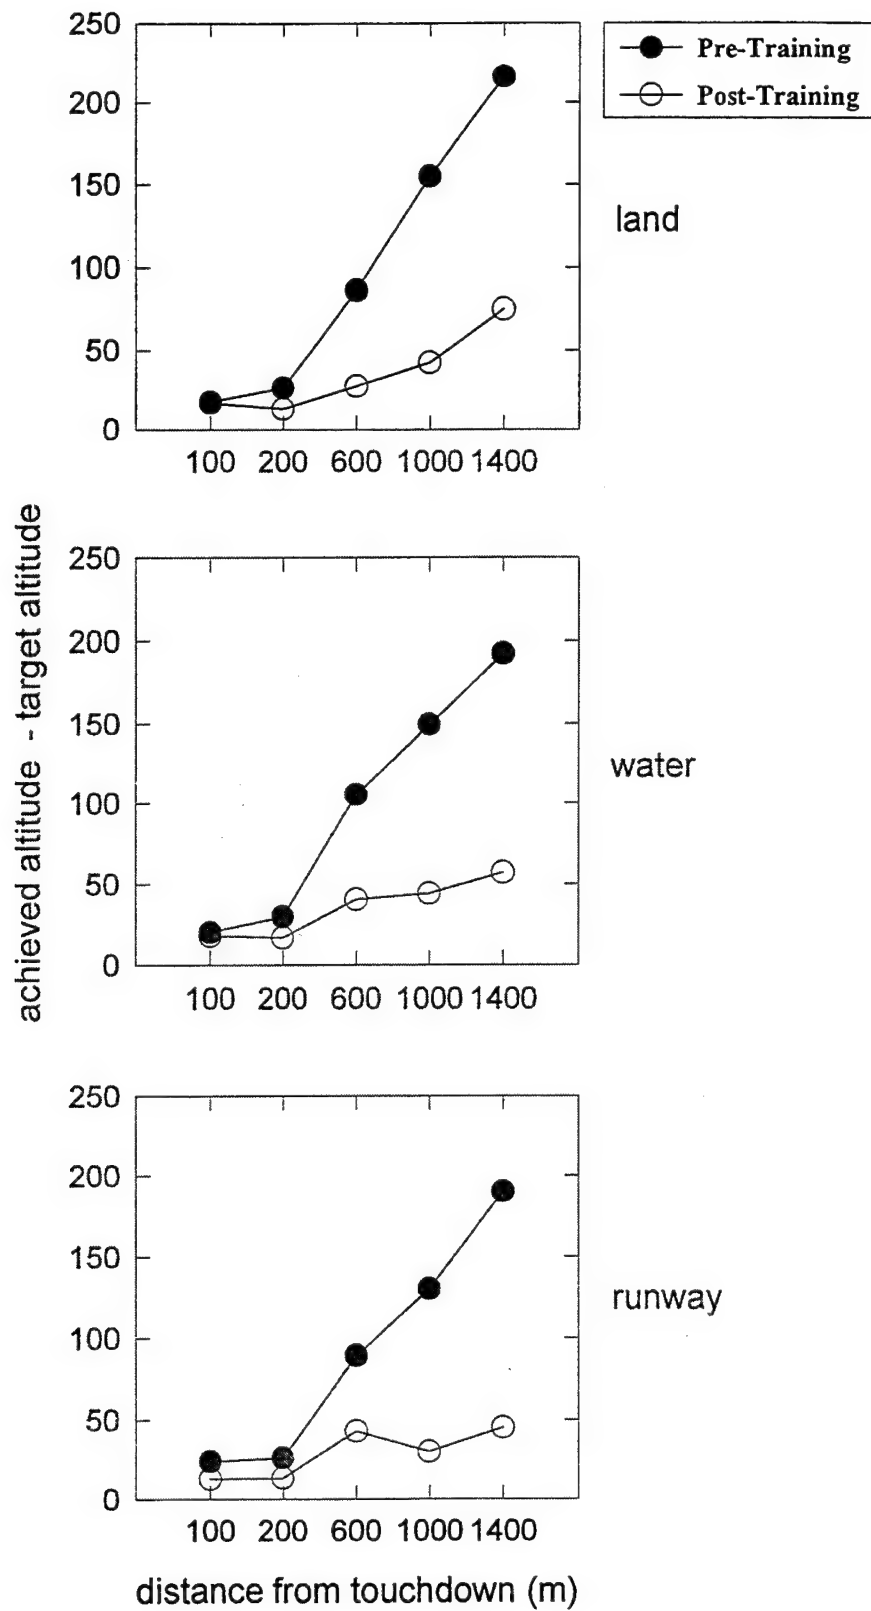 250
200
150
100
50
0
100 200 600 1000 1400
Pre-Training
Post-Training
land
achieved altitude - target altitude
250
200
150
100
50
0
100 200 600 1000 1400
water
250
200
150
100
50
0
100 200 600 1000 1400
runway
distance from touchdown (m)